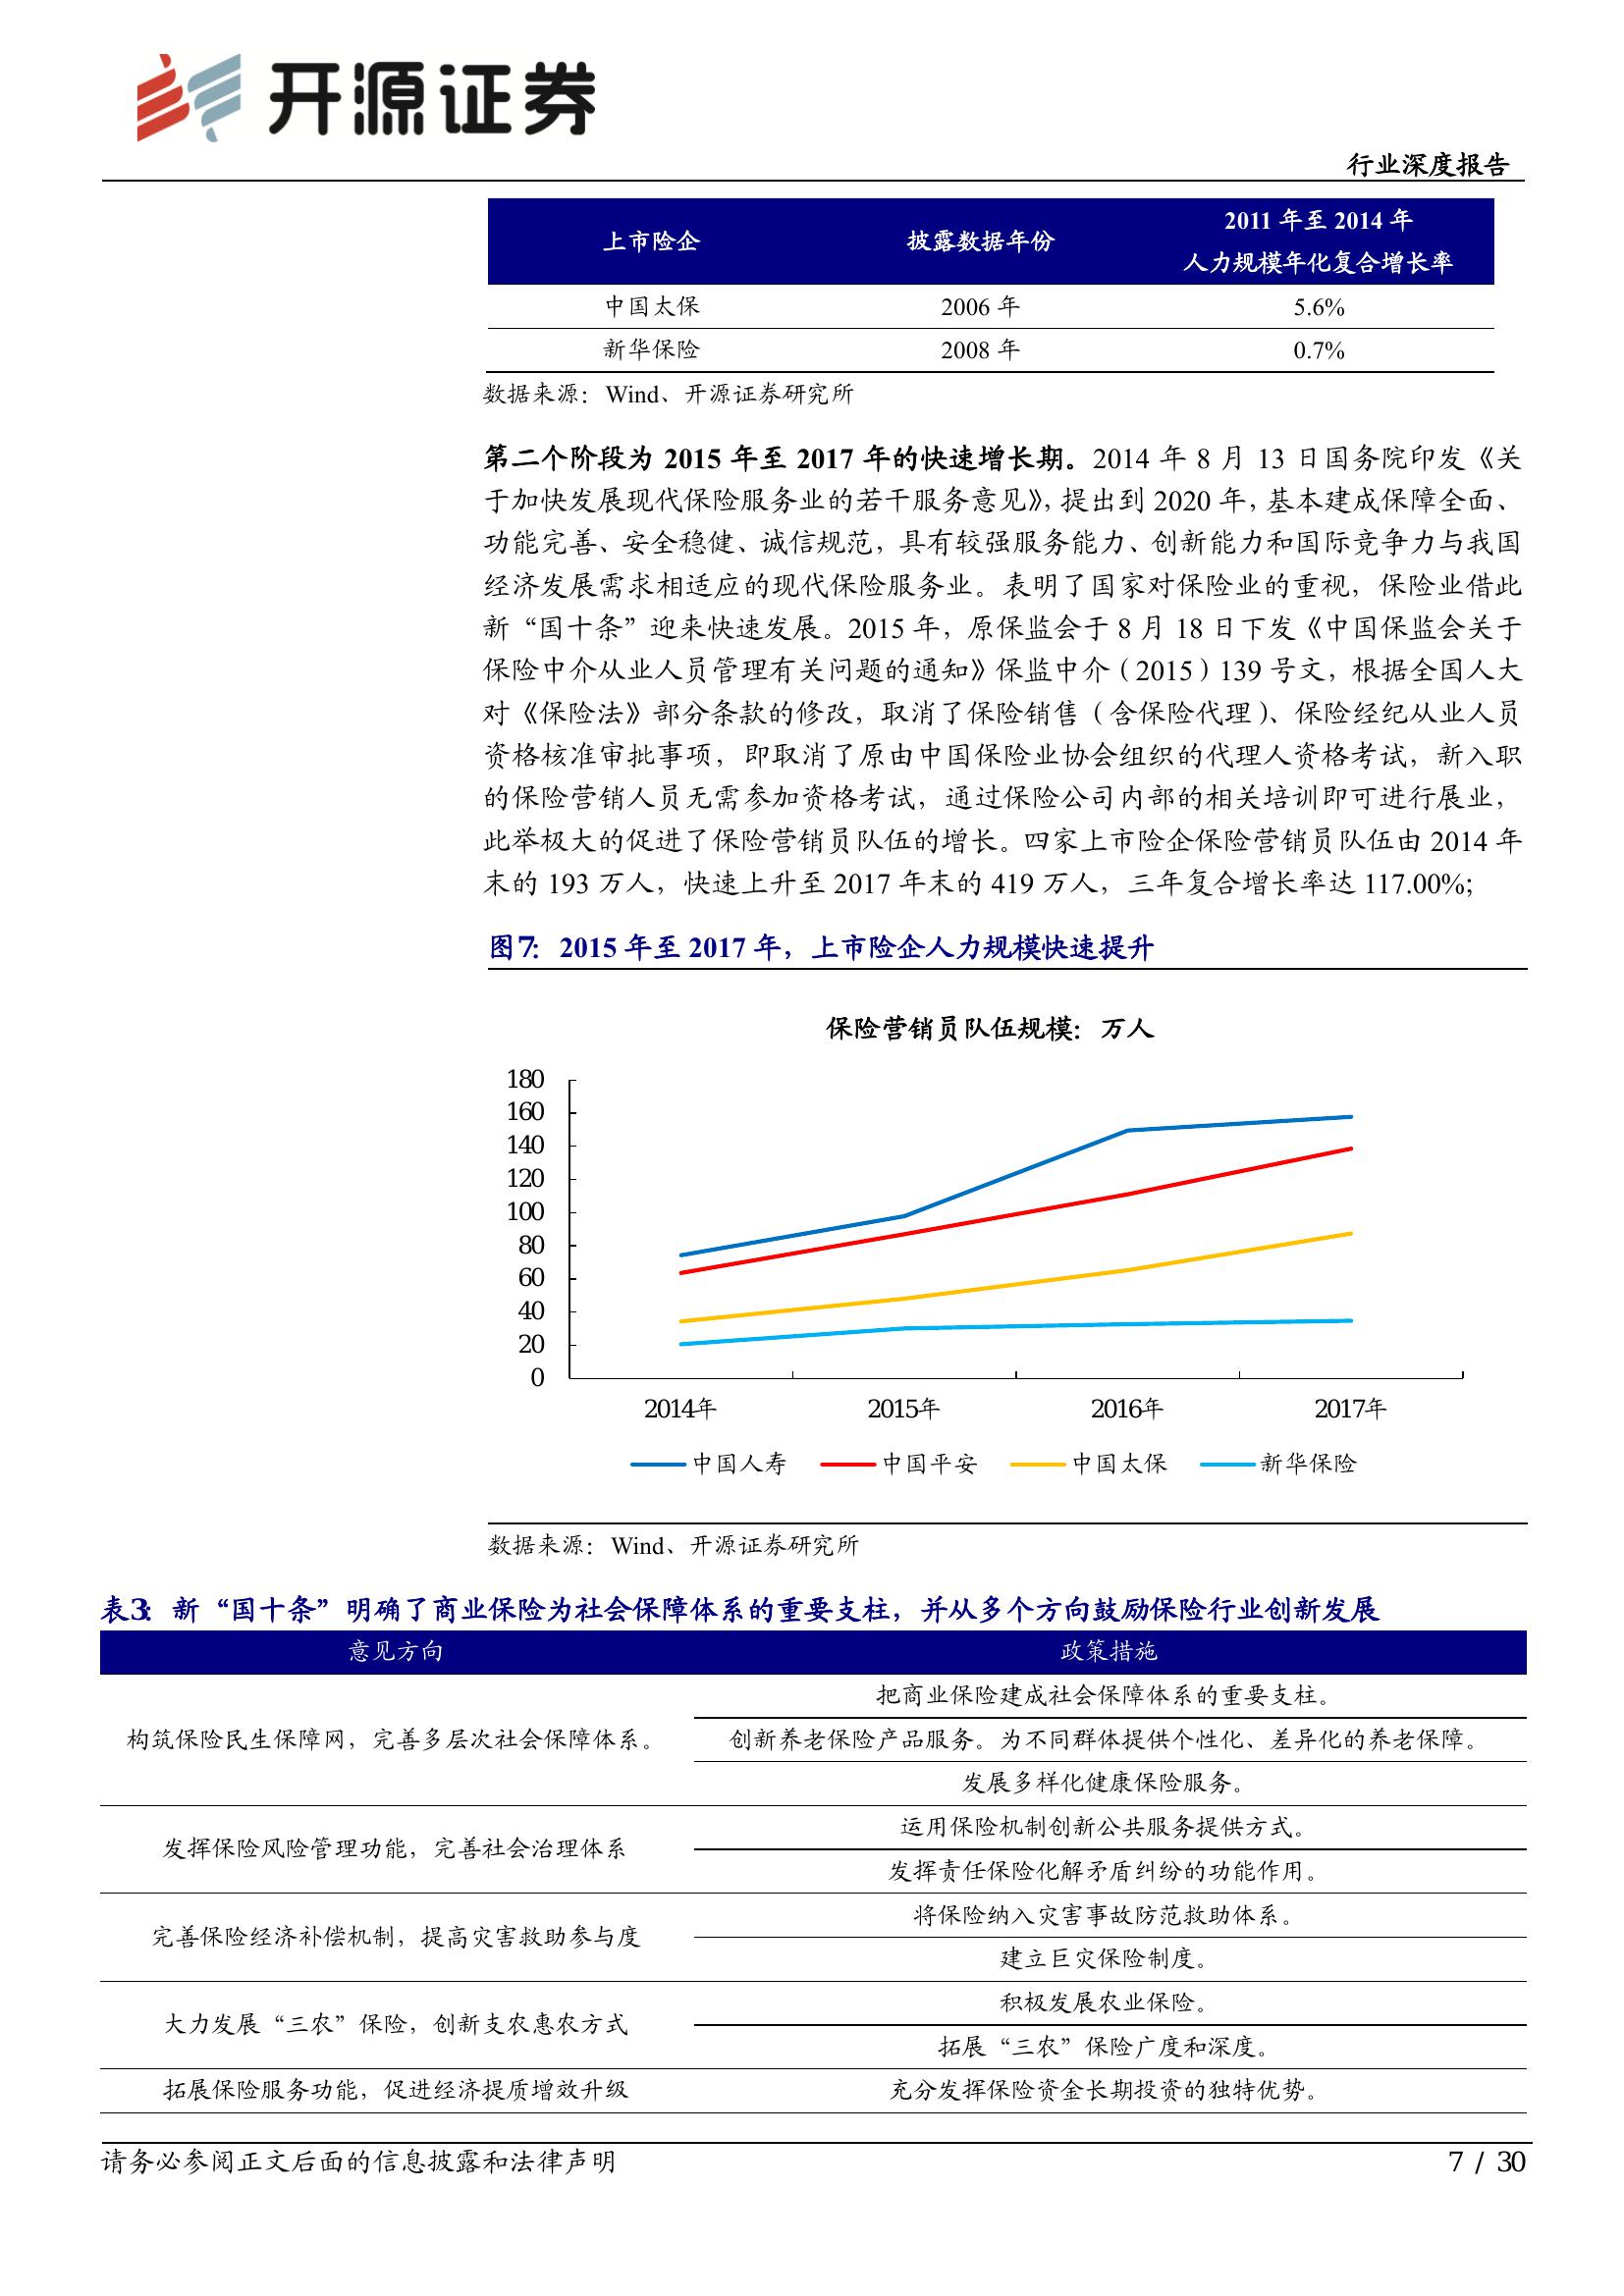 开源证券
行业深度报告
上市险企 披露数据年份 2011 年至 2014 年
人力规模年化复合增长率
中国太保 2006 年 5.6%
新华保险 2008 年 0.7%
数据来源：Wind、开源证券研究所
第二个阶段为 2015 年至 2017 年的快速增长期。2014 年 8 月 13 日国务院印发《关
于加快发展现代保险服务业的若干服务意见》，提出到 2020 年，基本建成保障全面、
功能完善、安全稳健、诚信规范，具有较强服务能力、创新能力和国际竞争力与我国
经济发展需求相适应的现代保险服务业。表明了国家对保险业的重视，保险业借此
新“国十条”迎来快速发展。2015 年，原保监会于 8 月 18 日下发《中国保监会关于
保险中介从业人员管理有关问题的通知》保监中介（2015）139 号文，根据全国人大
对《保险法》部分条款的修改，取消了保险销售（含保险代理）、保险经纪从业人员
资格核准审批事项，即取消了原由中国保险业协会组织的代理人资格考试，新入职
的保险营销人员无需参加资格考试，通过保险公司内部的相关培训即可进行展业，
此举极大的促进了保险营销员队伍的增长。四家上市险企保险营销员队伍由 2014 年
末的 193 万人，快速上升至 2017 年末的 419 万人，三年复合增长率达 117.00%；
图7：2015 年至 2017 年，上市险企人力规模快速提升
保险营销员队伍规模：万人
180
160
140
120
100
80
60
40
20
0
2014年 2015年 2016年 2017年
中国人寿 中国平安 中国太保 新华保险
数据来源：Wind、开源证券研究所
表3：新“国十条”明确了商业保险为社会保障体系的重要支柱，并从多个方向鼓励保险行业创新发展
意见方向 政策措施
把商业保险建成社会保障体系的重要支柱。
构筑保险民生保障网，完善多层次社会保障体系。 创新养老保险产品服务。为不同群体提供个性化、差异化的养老保障。
发展多样化健康保险服务。
发挥保险风险管理功能，完善社会治理体系 运用保险机制创新公共服务提供方式。
发挥责任保险化解矛盾纠纷的功能作用。
完善保险经济补偿机制，提高灾害救助参与度 将保险纳入灾害事故防范救助体系。
建立巨灾保险制度。
大力发展“三农”保险，创新支农惠农方式 积极发展农业保险。
拓展“三农”保险广度和深度。
拓展保险服务功能，促进经济提质增效升级 充分发挥保险资金长期投资的独特优势。
请务必参阅正文后面的信息披露和法律声明 7 / 30